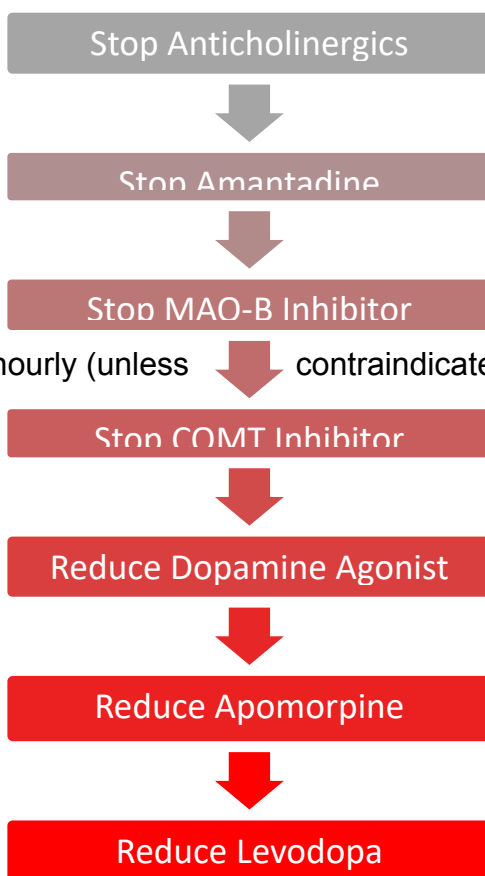 Stop Anticholinergics
Stop Amantadine
Stop MAO-B Inhibitor
hourly (unless contraindicate
Stop COMT Inhibitor
Reduce Dopamine Agonist
Reduce Apomorpine
Reduce Levodopa